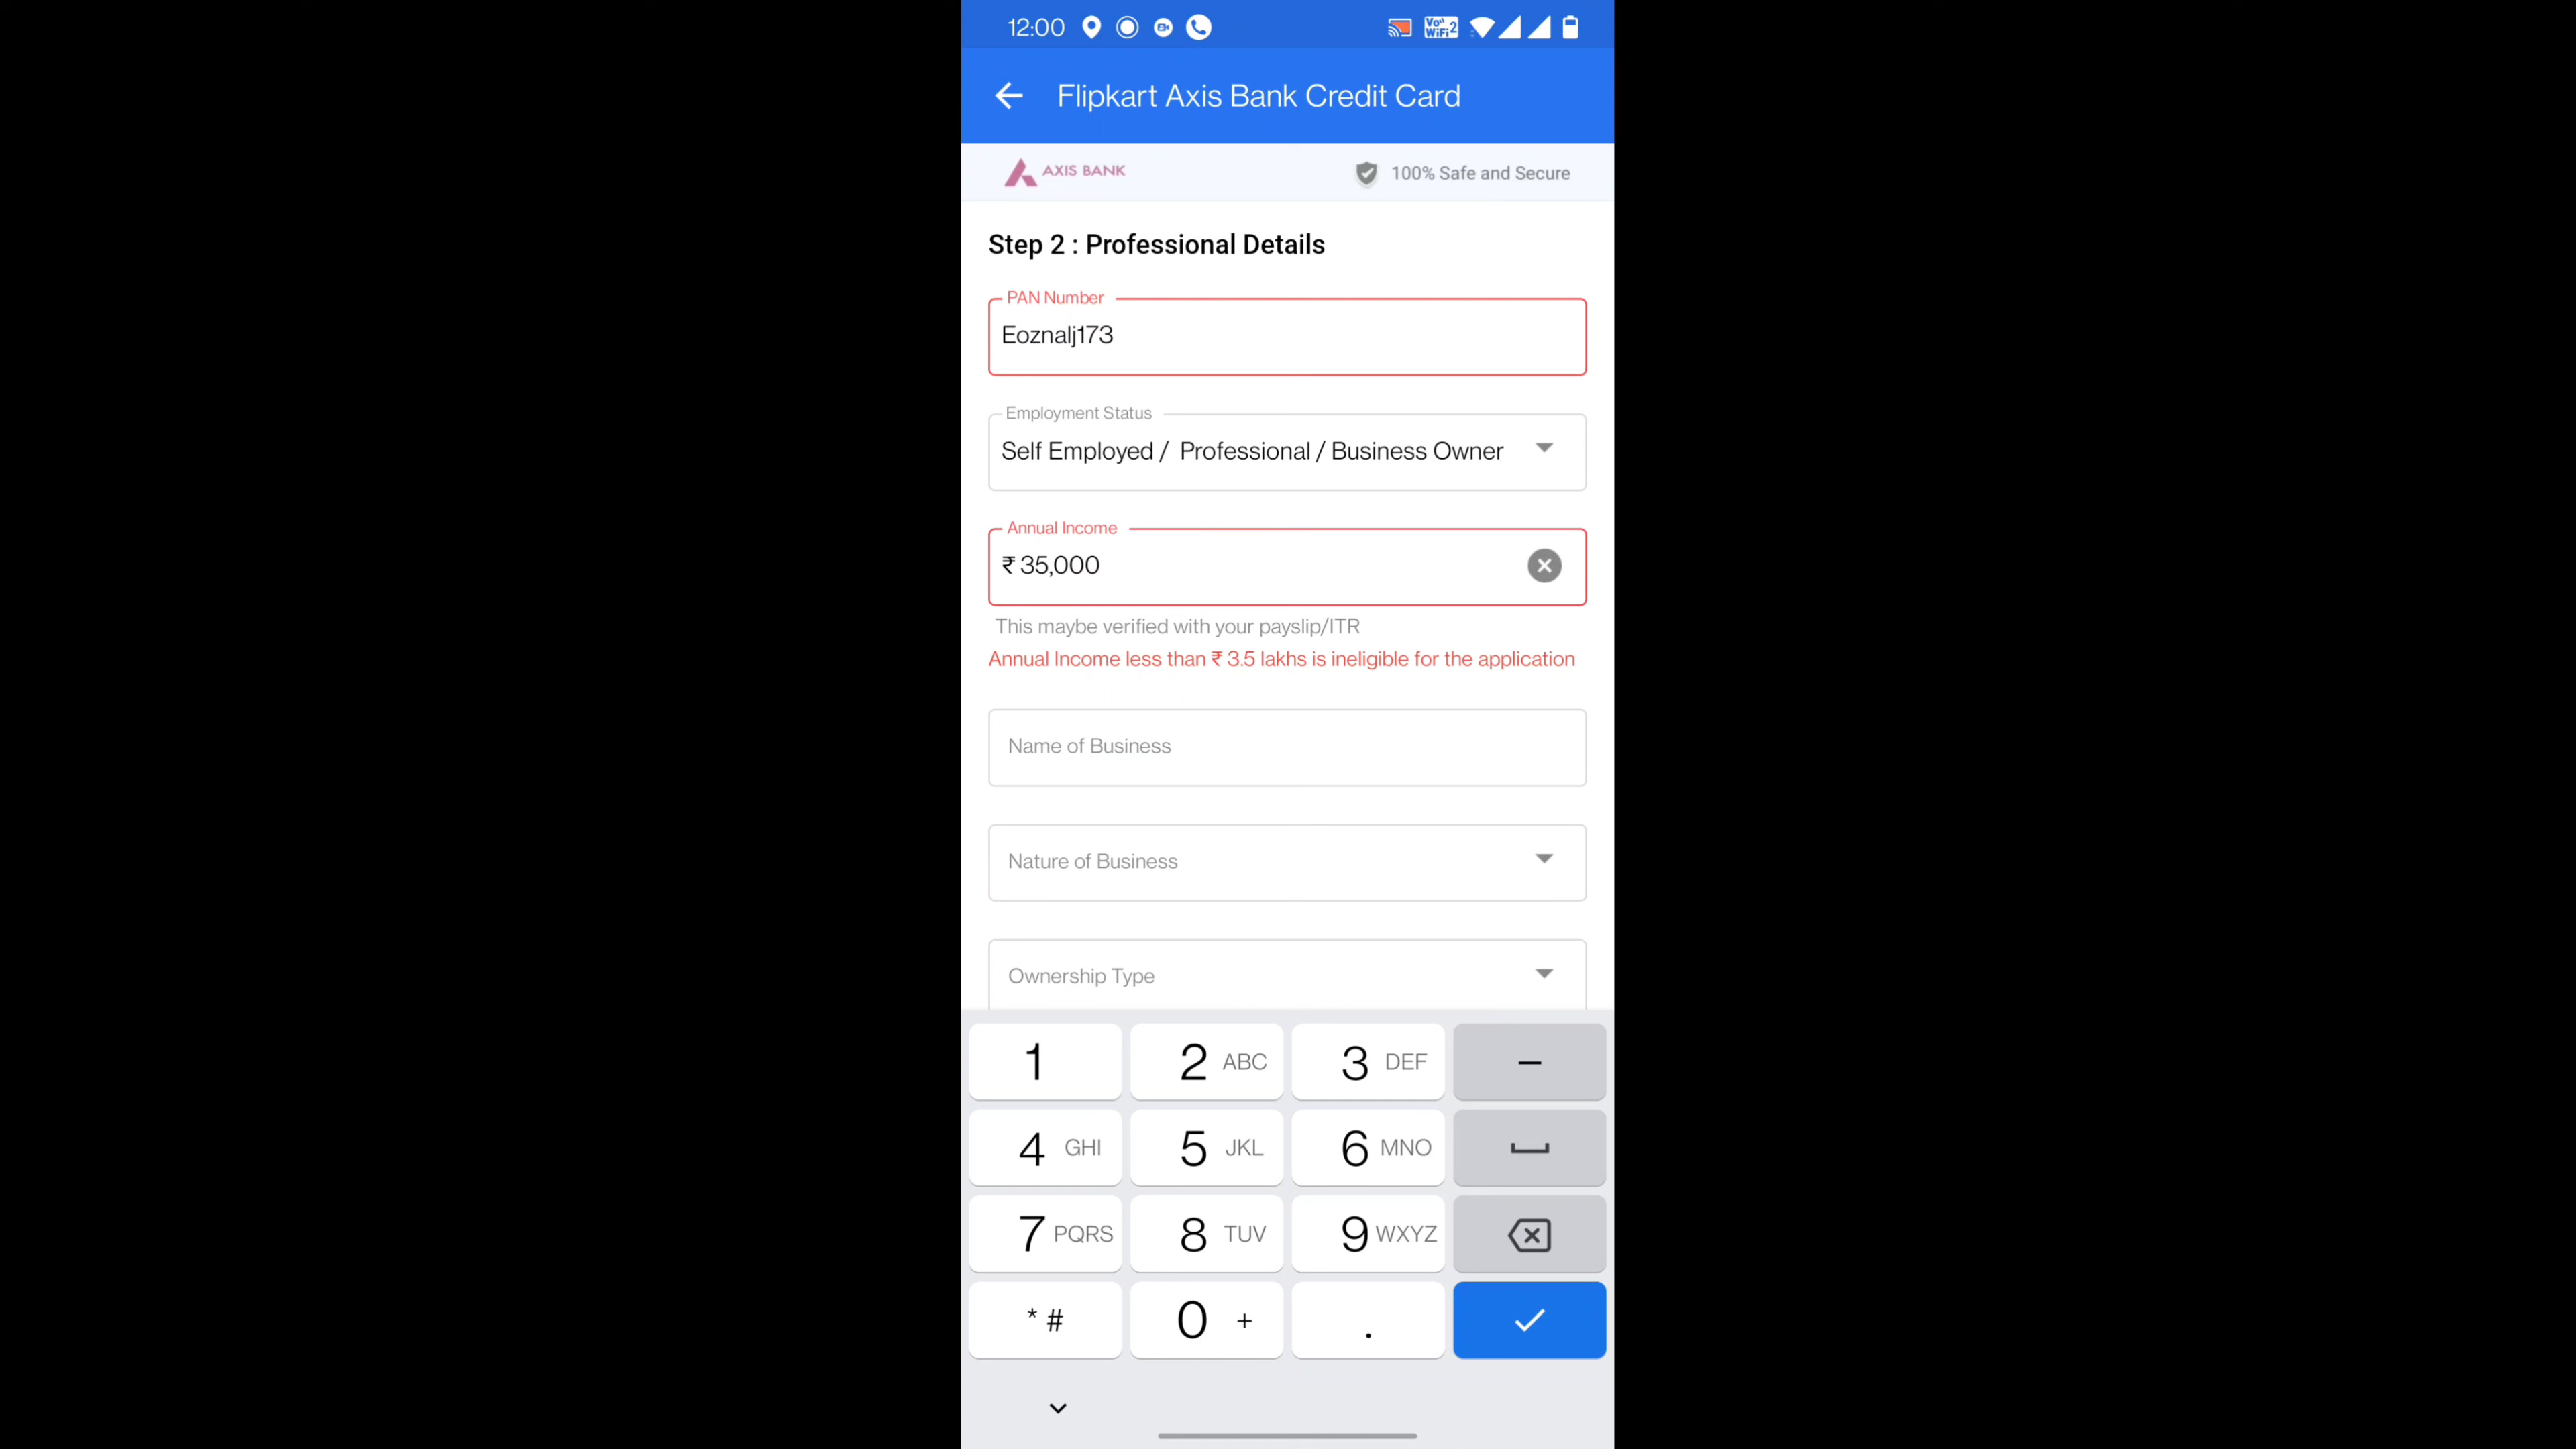 12:00
Vo)) WiFi 2
Flipkart Axis Bank Credit Card
AXIS BANK
100% Safe and Secure
Step 2 : Professional Details
PAN Number
Eoznalj173
Employment Status
Self Employed / Professional / Business Owner
Annual Income
₹ 35,000
This maybe verified with your payslip/ITR
Annual Income less than ₹ 3.5 lakhs is ineligible for the application
Name of Business
Nature of Business
Ownership Type
1 2 ABC 3 DEF –
4 GHI 5 JKL 6 MNO
7 PQRS 8 TUV 9 WXYZ
* # 0 + .